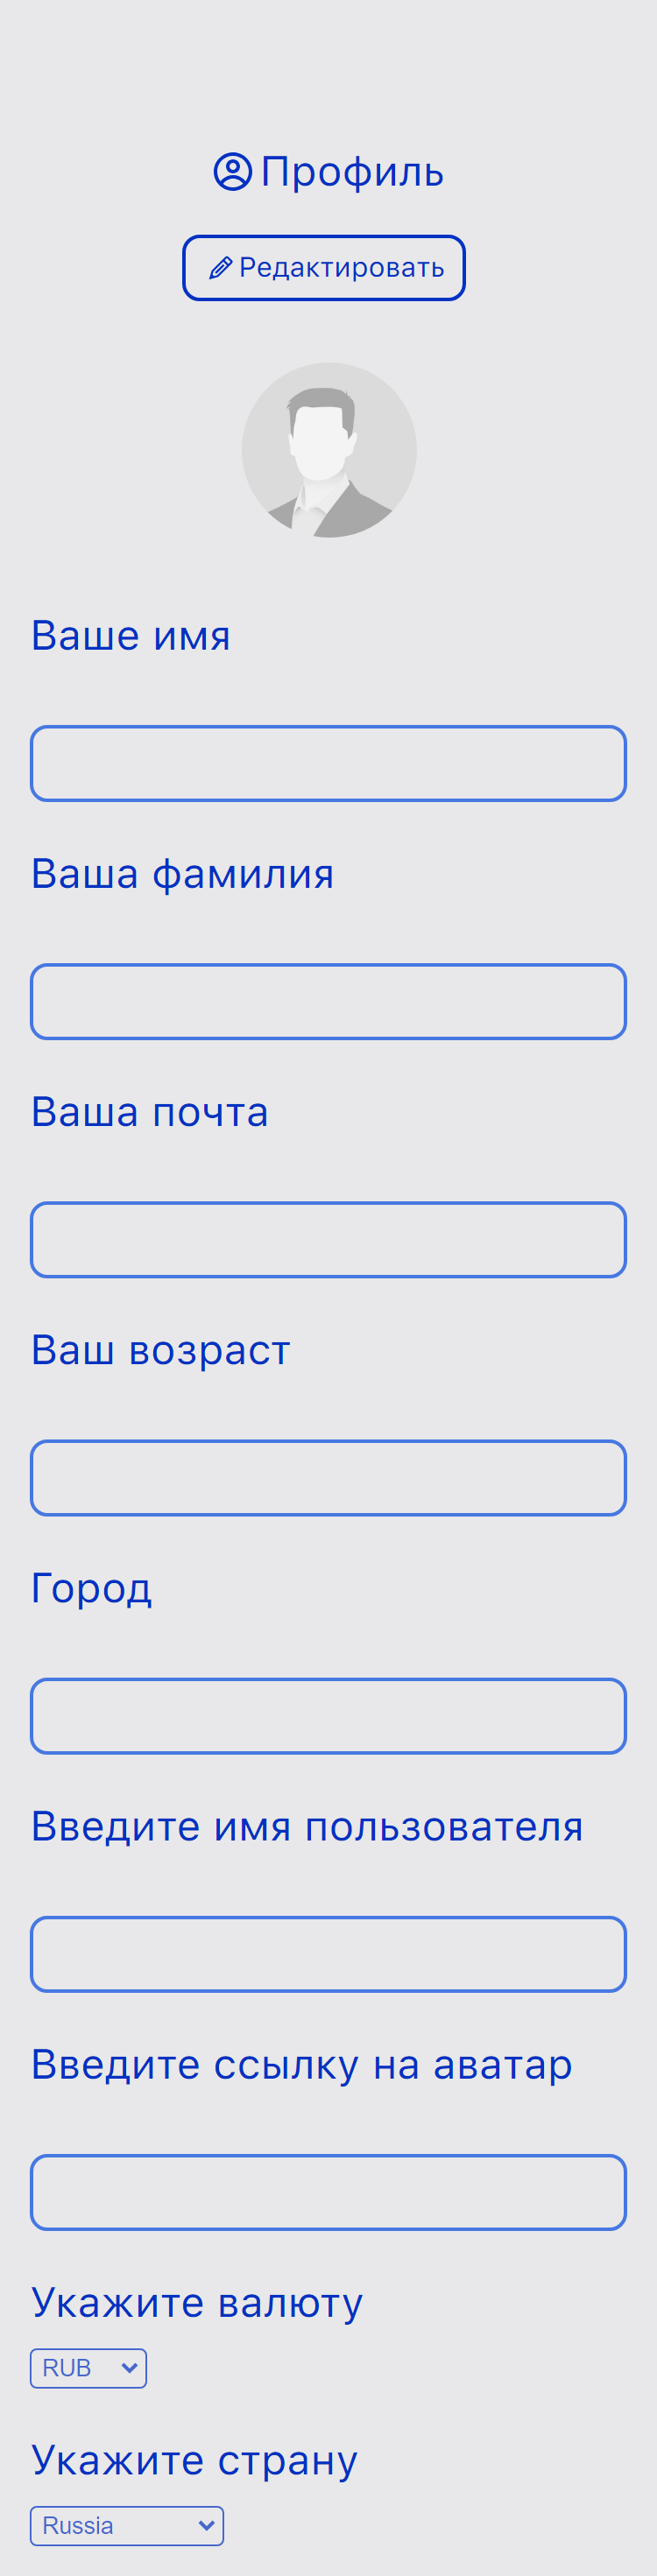 Профиль
Редактировать
Ваше имя
Ваша фамилия
Ваша почта
Ваш возраст
Город
Введите имя пользователя
Введите ссылку на аватар
Укажите валюту
RUB
Укажите страну
Russia